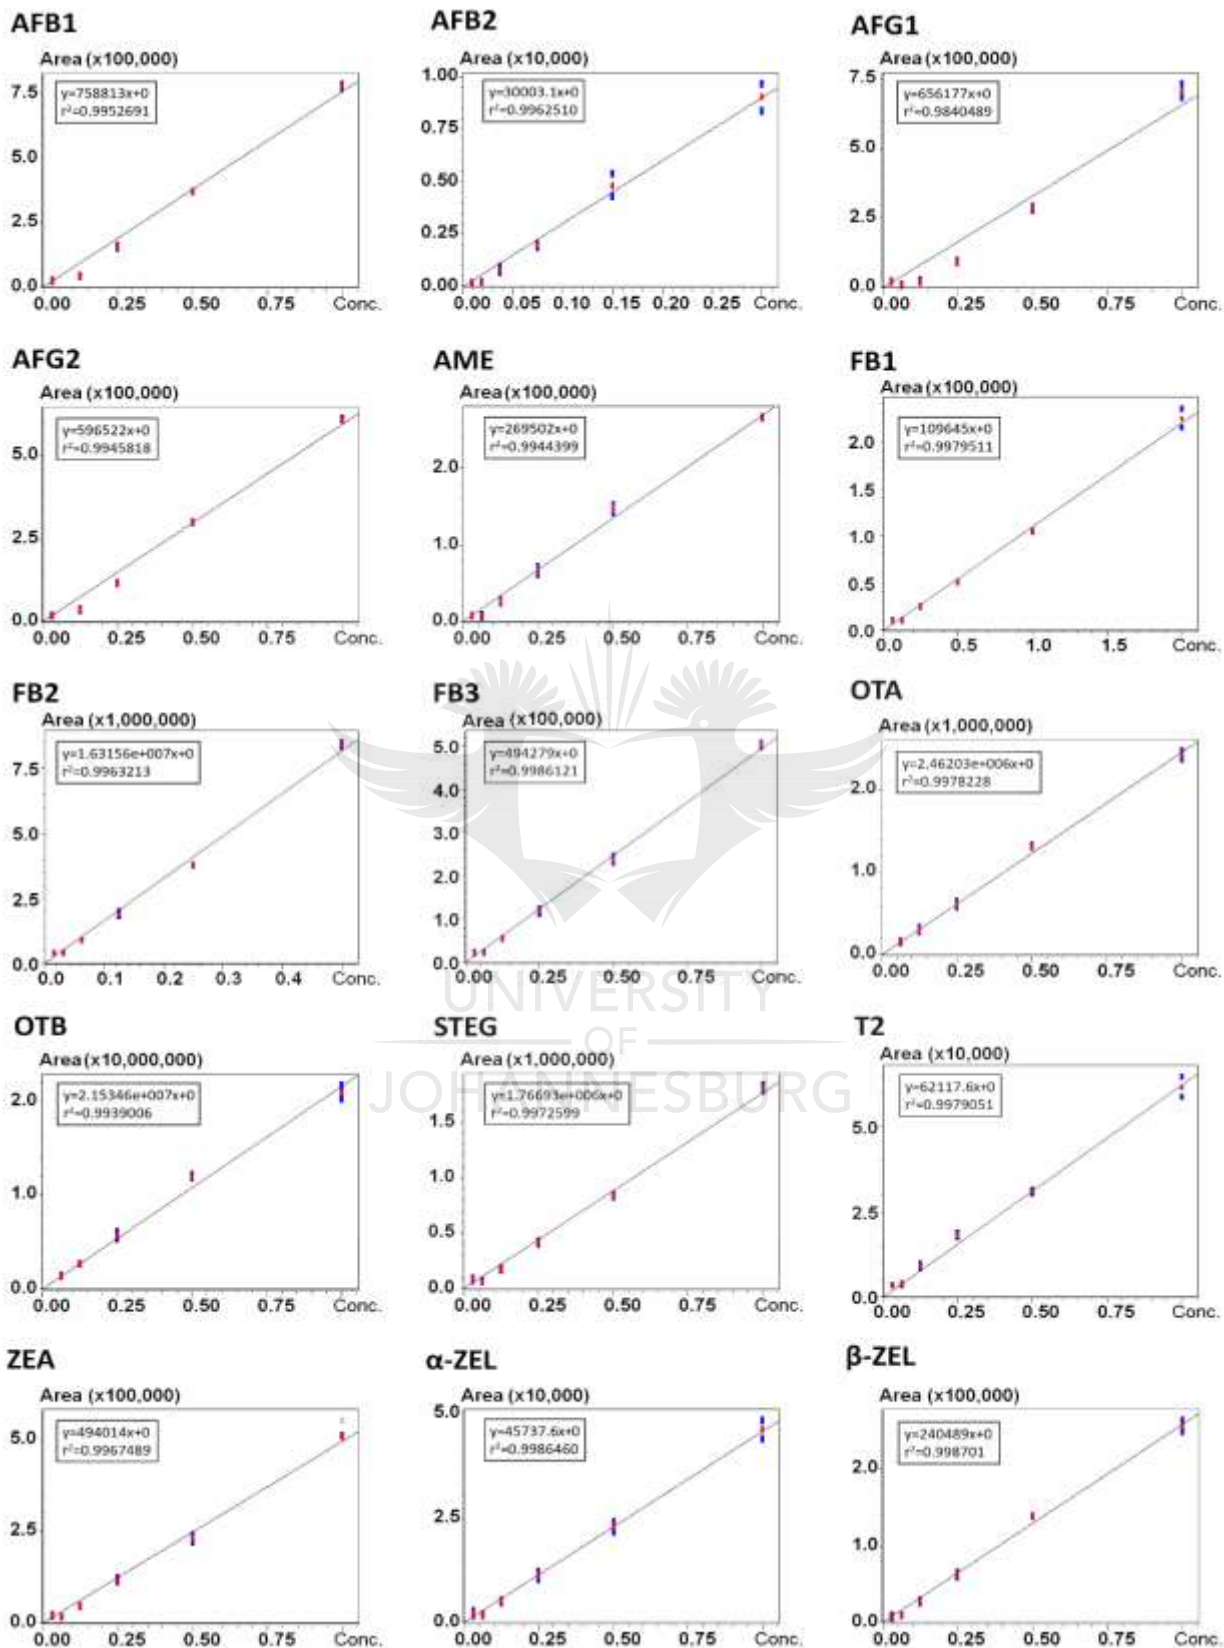 AFB1
Area (x100,000)
y=758813x+0
r²=0.9952691
7.5
5.0
2.5
0.0
0.00 0.25 0.50 0.75 Conc.
AFB2
Area (x10,000)
y=30003.1x+0
r²=0.9962510
1.00
0.75
0.50
0.25
0.00
0.00 0.05 0.10 0.15 0.20 0.25 Conc.
AFG1
Area (x100,000)
y=656177x+0
r²=0.9840489
7.5
5.0
2.5
0.0
0.00 0.25 0.50 0.75 Conc.
AFG2
Area (x100,000)
y=596522x+0
r²=0.9945818
5.0
2.5
0.0
0.00 0.25 0.50 0.75 Conc.
AME
Area (x100,000)
y=269502x+0
r²=0.9944399
2.0
1.0
0.0
0.00 0.25 0.50 0.75 Conc.
FB1
Area (x100,000)
y=109645x+0
r²=0.9979511
2.0
1.5
1.0
0.5
0.0
0.0 0.5 1.0 1.5 Conc.
FB2
Area (x1,000,000)
y=1.63156e+007x+0
r²=0.9963213
7.5
5.0
2.5
0.0
0.0 0.1 0.2 0.3 0.4 Conc.
FB3
Area (x100,000)
y=494279x+0
r²=0.9986121
5.0
4.0
3.0
2.0
1.0
0.0
0.00 0.25 0.50 0.75 Conc.
OTA
Area (x1,000,000)
y=2.46203e+006x+0
r²=0.9978228
2.0
1.0
0.0
0.00 0.25 0.50 0.75 Conc.
UNIVERSITY
OF
JOHANNESBURG
OTB
Area (x10,000,000)
y=2.15346e+007x+0
r²=0.9939006
2.0
1.0
0.0
0.00 0.25 0.50 0.75 Conc.
STEG
Area (x1,000,000)
y=1.76693e+006x+0
r²=0.9972599
1.5
1.0
0.5
0.0
0.00 0.25 0.50 0.75 Conc.
T2
Area (x10,000)
y=62117.6x+0
r²=0.9979051
5.0
2.5
0.0
0.00 0.25 0.50 0.75 Conc.
ZEA
Area (x100,000)
y=494014x+0
r²=0.9967489
5.0
2.5
0.0
0.00 0.25 0.50 0.75 Conc.
α-ZEL
Area (x10,000)
y=45737.6x+0
r²=0.9986460
5.0
2.5
0.0
0.00 0.25 0.50 0.75 Conc.
β-ZEL
Area (x100,000)
y=240489x+0
r²=0.998701
2.0
1.0
0.0
0.00 0.25 0.50 0.75 Conc.